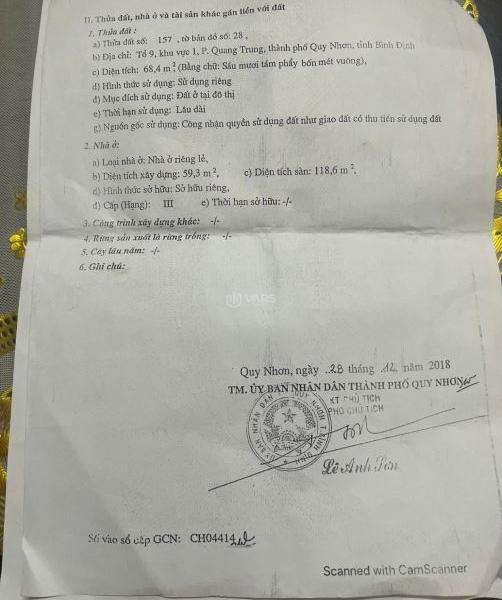 II. Thửa đất, nhà ở và tài sản khác gắn liền với đất
1. Thửa đất:
a) Thửa đất số: 157 , tờ bản đồ số: 28 ,
b) Địa chỉ: Tổ 9, khu vực 1, P. Quang Trung, thành phố Quy Nhơn, tỉnh Bình Định
c) Diện tích: 68,4 m² (Bằng chữ: Sáu mươi tám phẩy bốn mét vuông),
d) Hình thức sử dụng: Sử dụng riêng
đ) Mục đích sử dụng: Đất ở tại đô thị
e) Thời hạn sử dụng: Lâu dài
g) Nguồn gốc sử dụng: Công nhận quyền sử dụng đất như giao đất có thu tiền sử dụng đất
2. Nhà ở:
a) Loại nhà ở: Nhà ở riêng lẻ,
b) Diện tích xây dựng: 59,3 m², c) Diện tích sàn: 118,6 m²,
d) Hình thức sở hữu: Sở hữu riêng,
đ) Cấp (Hạng): III e) Thời hạn sở hữu: -/-
3. Công trình xây dựng khác: -/-
4. Rừng sản xuất là rừng trồng: -/-
5. Cây lâu năm: -/-
6. Ghi chú:
Quy Nhơn, ngày 28 tháng 12 năm 2018
TM. ỦY BAN NHÂN DÂN THÀNH PHỐ QUY NHƠN
KT CHỦ TỊCH
PHÓ CHỦ TỊCH
Lê Anh Sơn
Số vào sổ cấp GCN: CH04414
Scanned with CamScanner